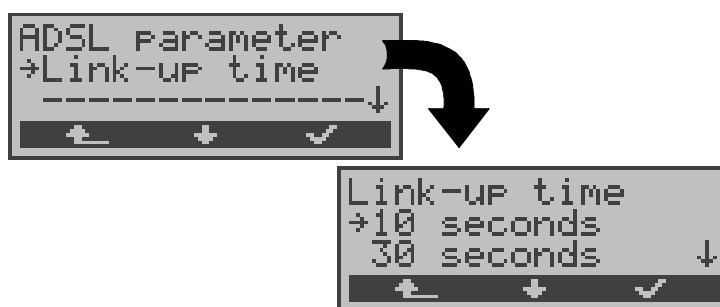 ADSL parameter
→Link-up time
--------------↓
Link-up time
→10 seconds
30 seconds ↓